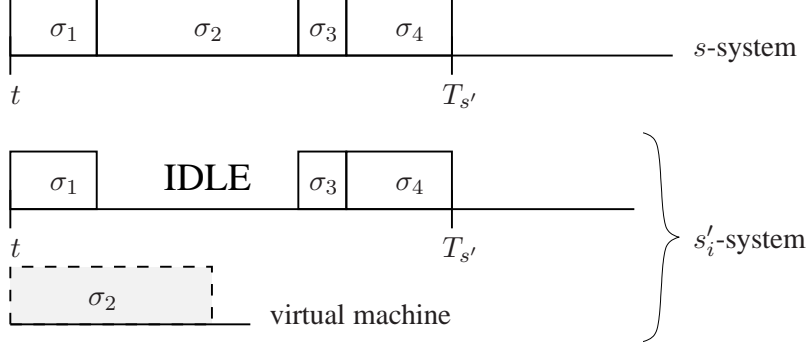 σ₁ σ₂ σ₃ σ₄ s-system
t Tₛ′
σ₁ IDLE σ₃ σ₄
t Tₛ′ s′ᵢ-system
σ₂ virtual machine